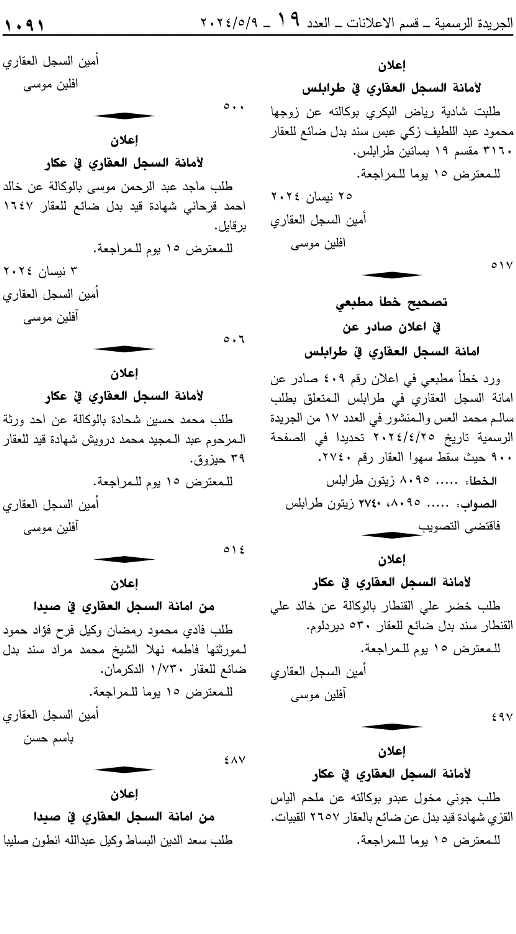 الجريدة الرسمية ــ قسم الاعلانات ــ العدد ١٩ ــ ٢٠٢٤/٥/٩
١٠٩١
إعلان
لأمانة السجل العقاري في طرابلس
طلبت شادية رياض البكري بوكالته عن زوجها
محمود عبد اللطيف زكي عبس سند بدل ضائع للعقار
٣١٦٠ مقسم ١٩ بساتين طرابلس.
للمعترض ١٥ يوما للمراجعة.
٢٥ نيسان ٢٠٢٤
أمين السجل العقاري
افلين موسى
٥١٧
تصحيح خطأ مطبعي
في اعلان صادر عن
امانة السجل العقاري في طرابلس
ورد خطأ مطبعي في اعلان رقم ٤٠٩ صادر عن
امانة السجل العقاري في طرابلس المتعلق بطلب
سالم محمد العس والمنشور في العدد ١٧ من الجريدة
الرسمية تاريخ ٢٠٢٤/٤/٢٥ تحديدا في الصفحة
٩٠٠ حيث سقط سهوا العقار رقم ٢٧٤٠.
الخطأ: ..... ٨٠٩٥ زيتون طرابلس
الصواب: ..... ٨٠٩٥، ٢٧٤٠ زيتون طرابلس
فاقتضى التصويب
إعلان
لأمانة السجل العقاري في عكار
طلب خضر علي القنطار بالوكالة عن خالد علي
القنطار سند بدل ضائع للعقار ٥٣٠ ديردلوم.
للمعترض ١٥ يوم للمراجعة.
أمين السجل العقاري
آفلين موسى
٤٩٧
إعلان
لأمانة السجل العقاري في عكار
طلب جوني مخول عبدو بوكالته عن ملحم الياس
القزي شهادة قيد بدل عن ضائع بالعقار ٢٦٥٧ القبيات.
للمعترض ١٥ يوما للمراجعة.
أمين السجل العقاري
افلين موسى
٥٠٠
إعلان
لأمانة السجل العقاري في عكار
طلب ماجد عبد الرحمن موسى بالوكالة عن خالد
احمد قرحاني شهادة قيد بدل ضائع للعقار ١٦٤٧
برقايل.
للمعترض ١٥ يوم للمراجعة.
٣ نيسان ٢٠٢٤
أمين السجل العقاري
آفلين موسى
٥٠٦
إعلان
لأمانة السجل العقاري في عكار
طلب محمد حسين شحادة بالوكالة عن احد ورثة
المرحوم عبد المجيد محمد درويش شهادة قيد للعقار
٣٩ حيزوق.
للمعترض ١٥ يوم للمراجعة.
أمين السجل العقاري
آفلين موسى
٥١٤
إعلان
من امانة السجل العقاري في صيدا
طلب فادي محمود رمضان وكيل فرح فؤاد حمود
لمورثتها فاطمه نهلا الشيخ محمد مراد سند بدل
ضائع للعقار ١/٧٣٠ الدكرمان.
للمعترض ١٥ يوما للمراجعة.
أمين السجل العقاري
باسم حسن
٤٨٧
إعلان
من امانة السجل العقاري في صيدا
طلب سعد الدين البساط وكيل عبدالله انطون صليبا